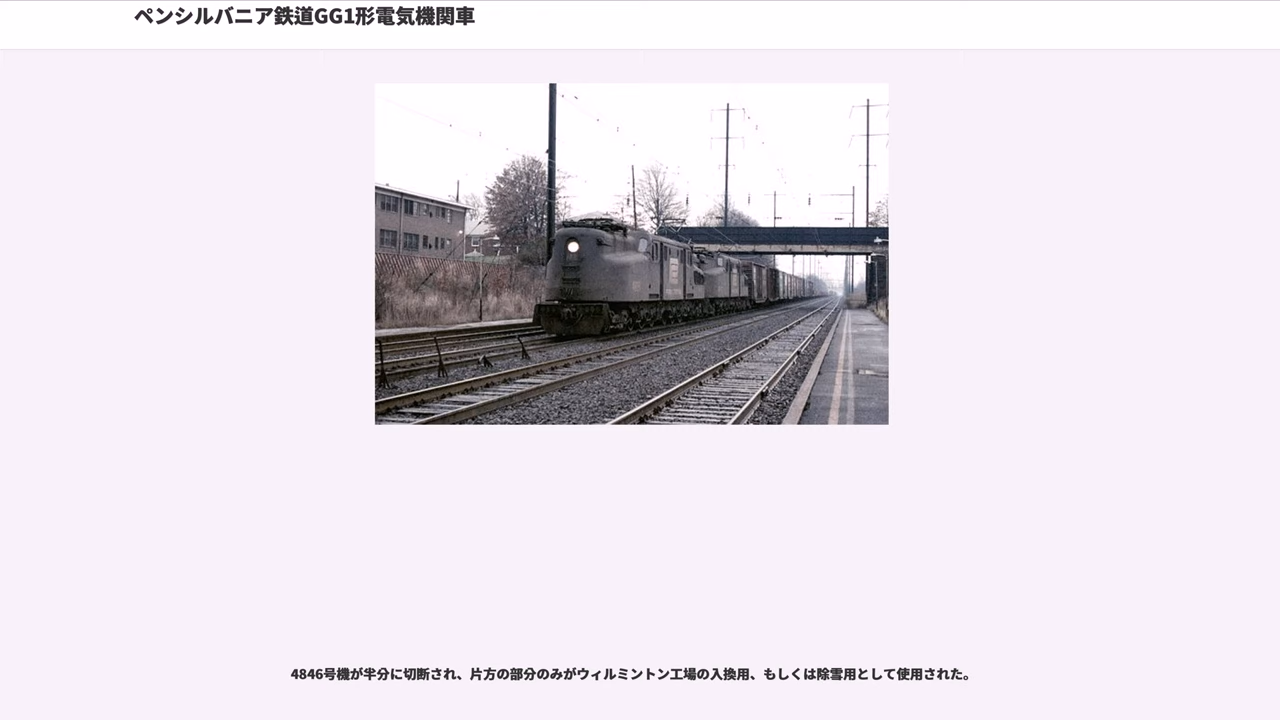 ペンシルバニア鉄道GG1形電気機関車
4846号機が半分に切断され、片方の部分のみがウィルミントン工場の入換用、もしくは除雪用として使用された。